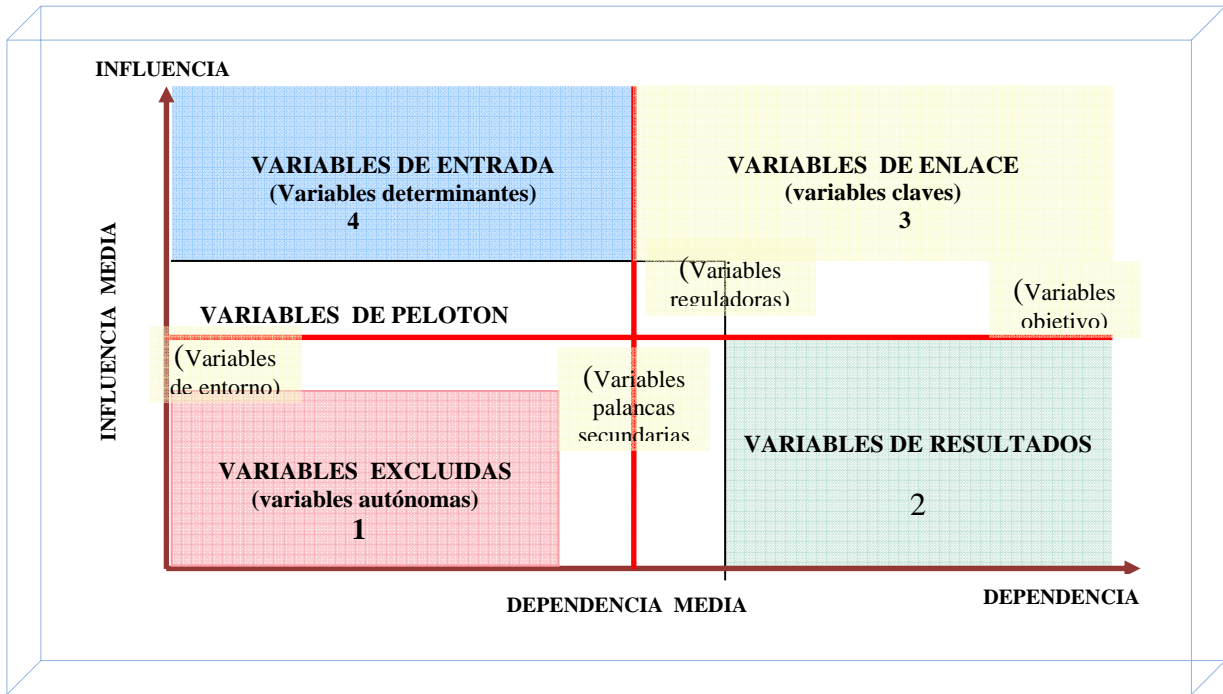 INFLUENCIA
VARIABLES DE ENTRADA
(Variables determinantes)
4
VARIABLES DE ENLACE
(variables claves)
3
INFLUENCIA MEDIA
(Variables
reguladoras)
(Variables
objetivo)
VARIABLES DE PELOTON
(Variables
de entorno)
(Variables
palancas
secundarias
VARIABLES DE RESULTADOS
2
VARIABLES EXCLUIDAS
(variables autónomas)
1
DEPENDENCIA MEDIA
DEPENDENCIA